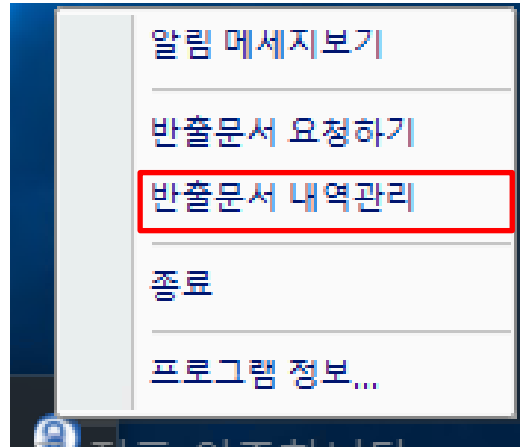 알림 메세지보기
반출문서 요청하기
반출문서 내역관리
종료
프로그램 정보...